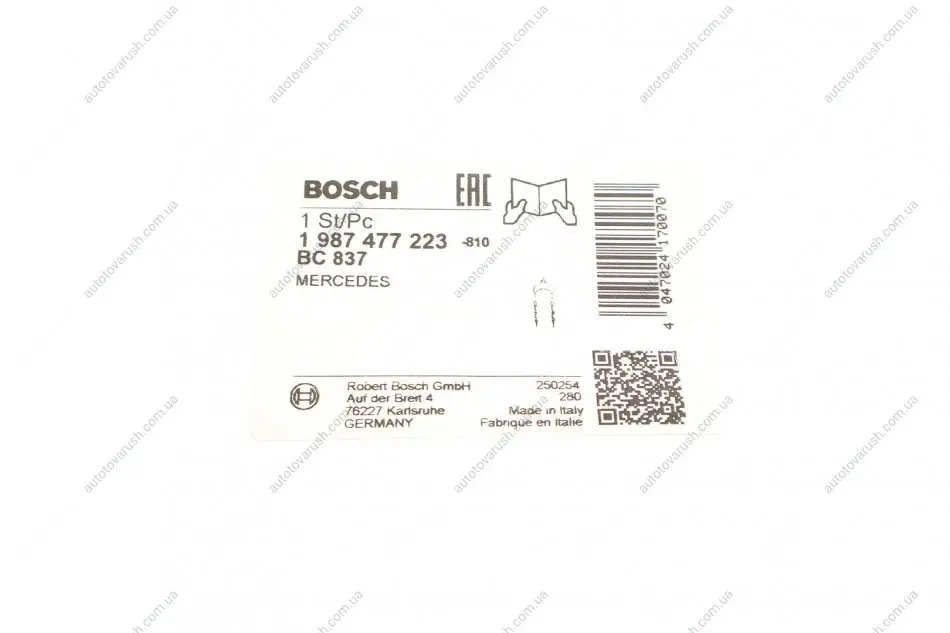 BOSCH
EAC
1 St/Pc
1 987 477 223 -810
BC 837
MERCEDES
4 047024 170070
Robert Bosch GmbH
Auf der Breit 4
76227 Karlsruhe
GERMANY
250254
280
Made in Italy
Fabriqué en Italie
autotovarush.com.ua